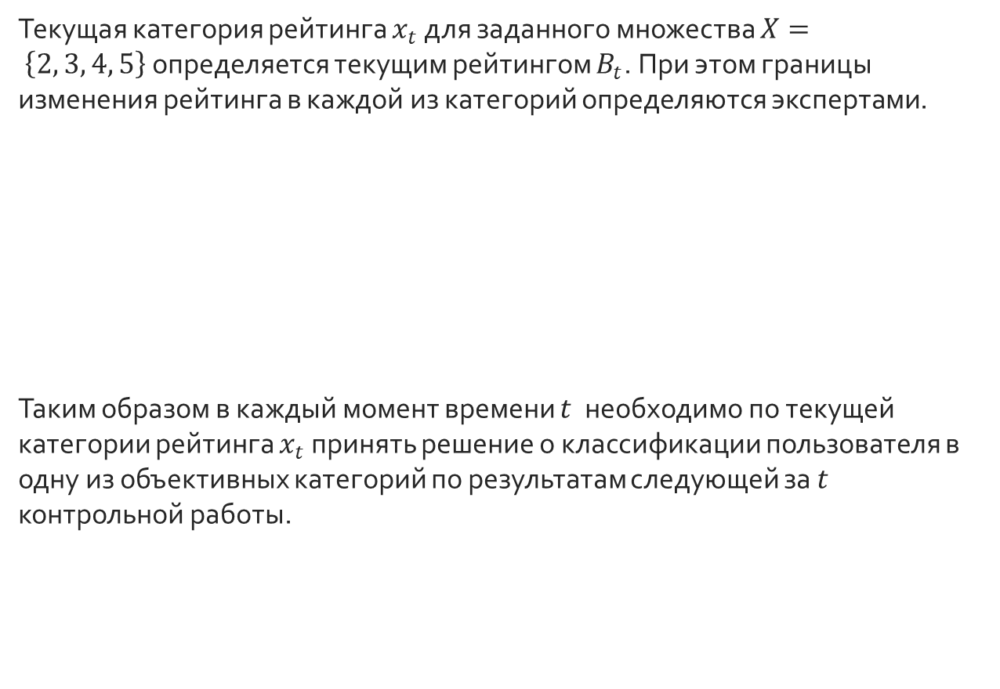 Текущая категория рейтинга x_t для заданного множества X =
{2, 3, 4, 5} определяется текущим рейтингом B_t. При этом границы
изменения рейтинга в каждой из категорий определяются экспертами.
Таким образом в каждый момент времени t необходимо по текущей
категории рейтинга x_t принять решение о классификации пользователя в
одну из объективных категорий по результатам следующей за t
контрольной работы.